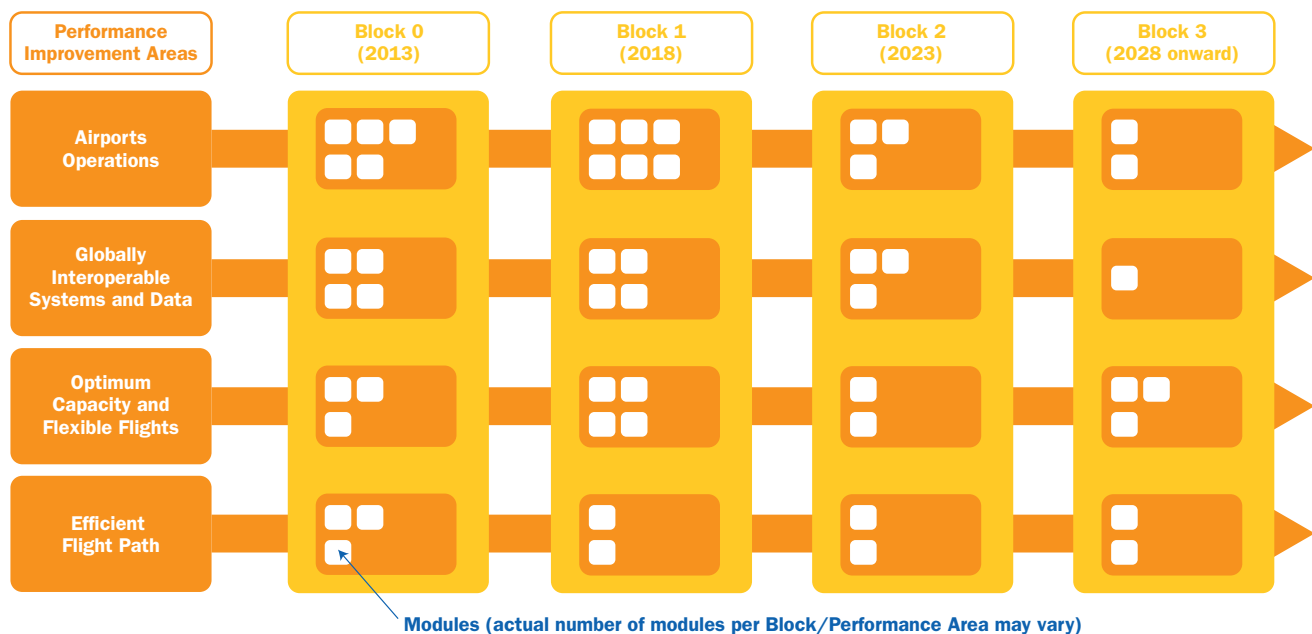 Performance
Improvement Areas
Block 0
(2013)
Block 1
(2018)
Block 2
(2023)
Block 3
(2028 onward)
Airports
Operations
Globally
Interoperable
Systems and Data
Optimum
Capacity and
Flexible Flights
Efficient
Flight Path
Modules (actual number of modules per Block/Performance Area may vary)